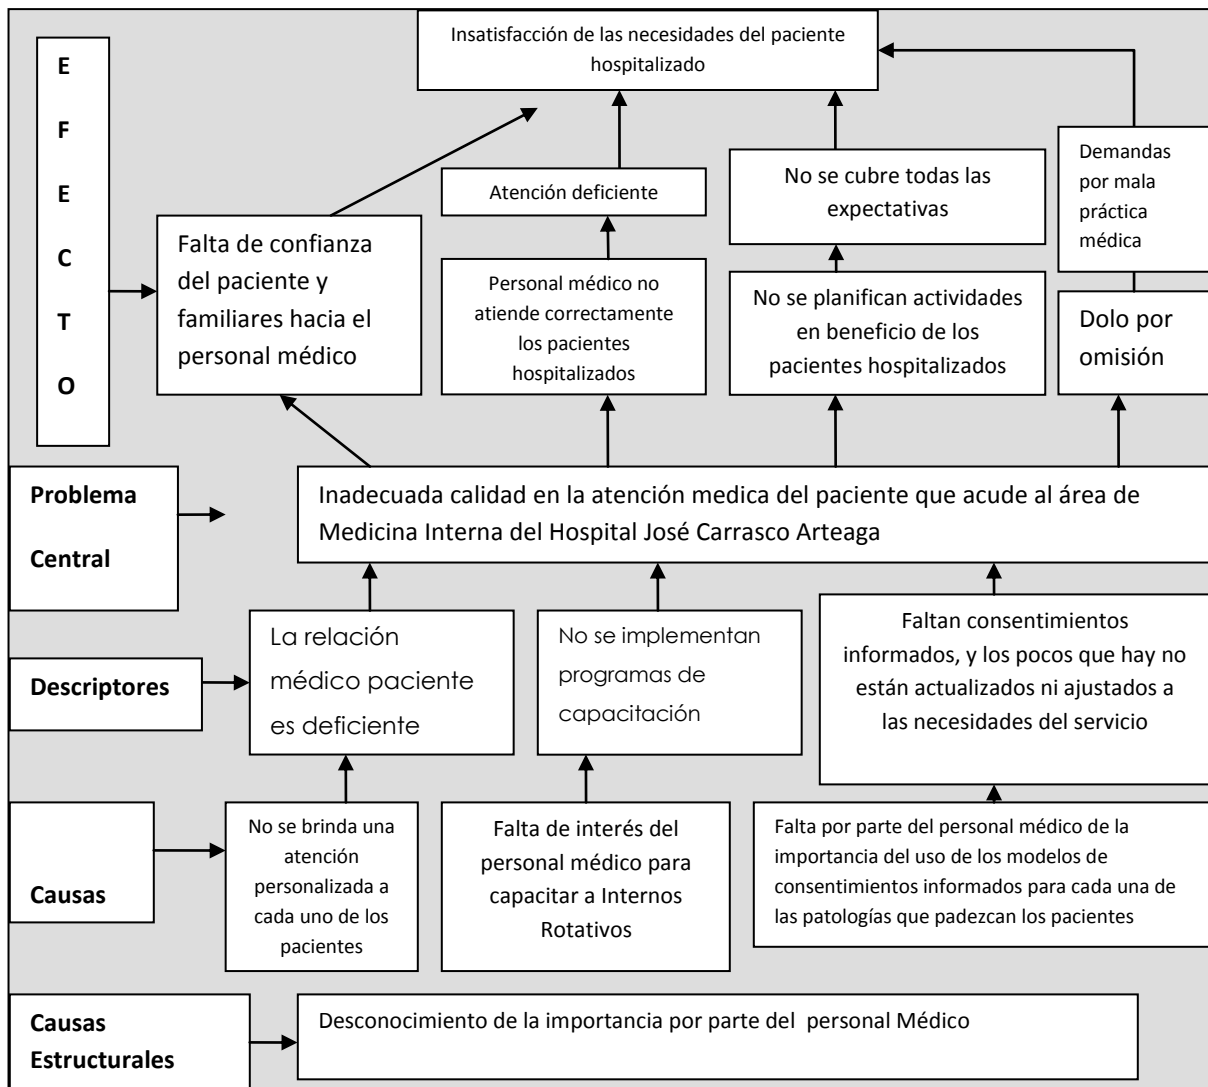 Insatisfacción de las necesidades del paciente
hospitalizado
E
F
E
C
T
O
Falta de confianza
del paciente y
familiares hacia el
personal médico
Atención deficiente
Personal médico no
atiende correctamente
los pacientes
hospitalizados
No se cubre todas las
expectativas
No se planifican actividades
en beneficio de los
pacientes hospitalizados
Demandas
por mala
práctica
médica
Dolo por
omisión
Problema
Central
Inadecuada calidad en la atención medica del paciente que acude al área de
Medicina Interna del Hospital José Carrasco Arteaga
Descriptores
La relación
médico paciente
es deficiente
No se implementan
programas de
capacitación
Faltan consentimientos
informados, y los pocos que hay no
están actualizados ni ajustados a
las necesidades del servicio
Causas
No se brinda una
atención
personalizada a
cada uno de los
pacientes
Falta de interés del
personal médico para
capacitar a Internos
Rotativos
Falta por parte del personal médico de la
importancia del uso de los modelos de
consentimientos informados para cada una de
las patologías que padezcan los pacientes
Causas
Estructurales
Desconocimiento de la importancia por parte del personal Médico